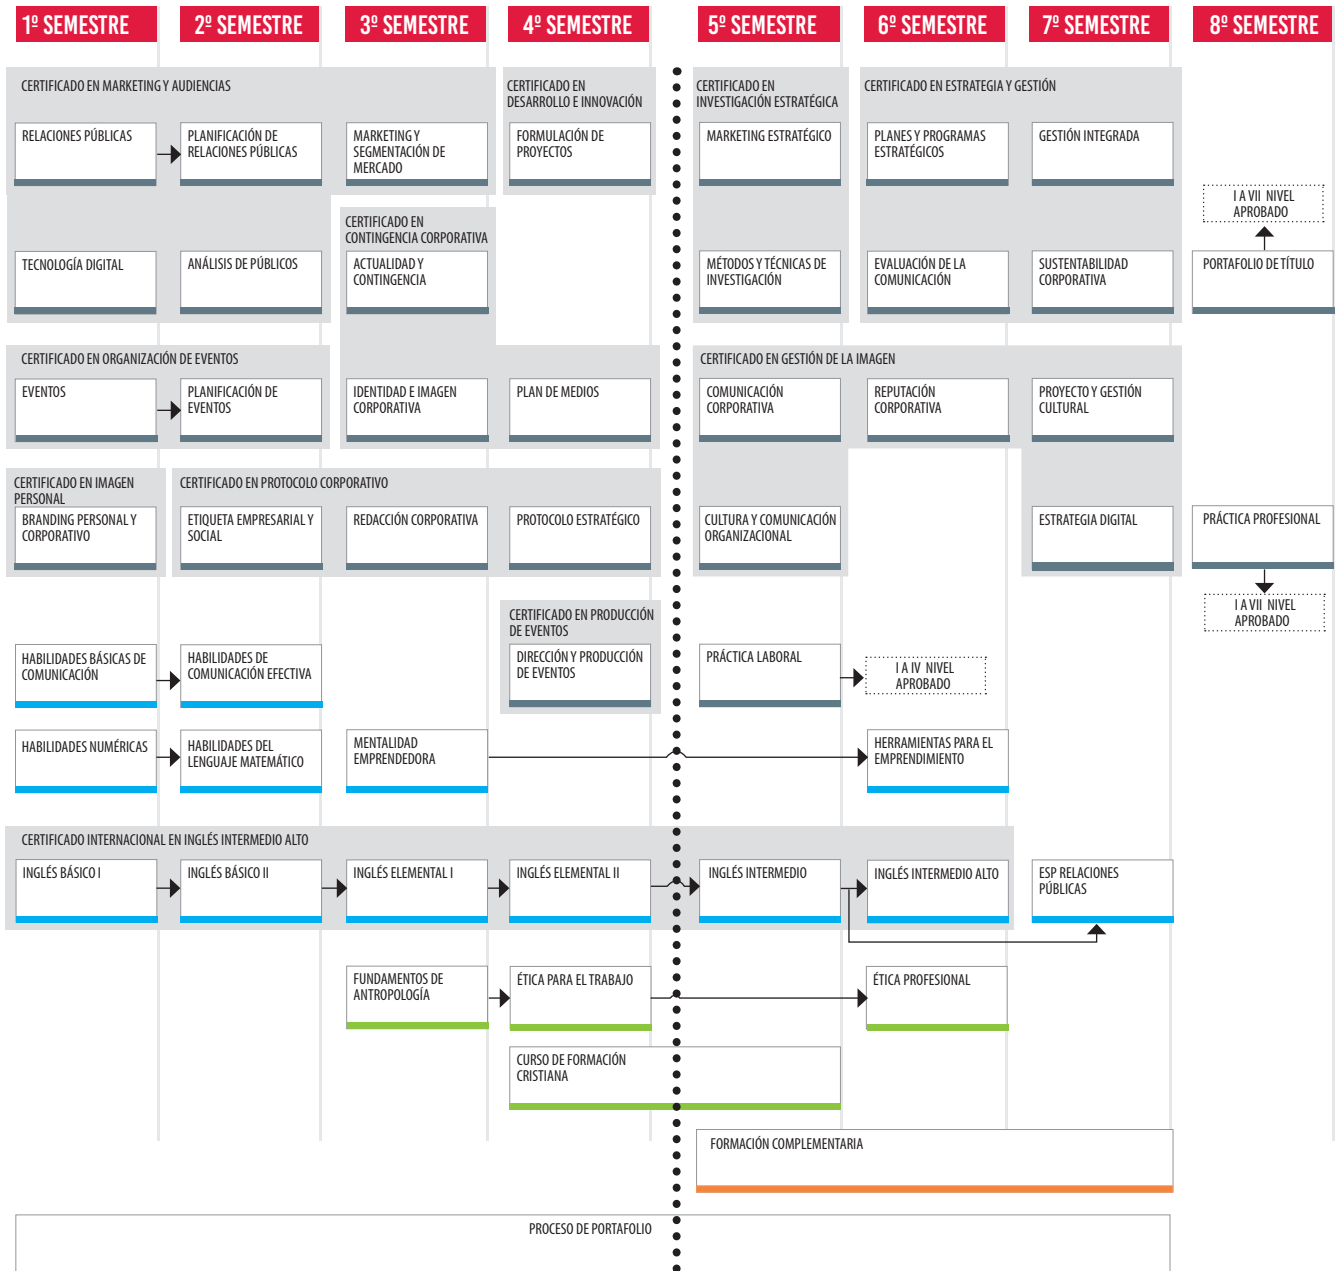 1º SEMESTRE
2º SEMESTRE
3º SEMESTRE
4º SEMESTRE
5º SEMESTRE
6º SEMESTRE
7º SEMESTRE
8º SEMESTRE
CERTIFICADO EN MARKETING Y AUDIENCIAS
CERTIFICADO EN
DESARROLLO E INNOVACIÓN
CERTIFICADO EN
INVESTIGACIÓN ESTRATÉGICA
CERTIFICADO EN ESTRATEGIA Y GESTIÓN
RELACIONES PÚBLICAS
PLANIFICACIÓN DE
RELACIONES PÚBLICAS
MARKETING Y
SEGMENTACIÓN DE
MERCADO
FORMULACIÓN DE
PROYECTOS
MARKETING ESTRATÉGICO
PLANES Y PROGRAMAS
ESTRATÉGICOS
GESTIÓN INTEGRADA
I A VII NIVEL
APROBADO
CERTIFICADO EN
CONTINGENCIA CORPORATIVA
TECNOLOGÍA DIGITAL
ANÁLISIS DE PÚBLICOS
ACTUALIDAD Y
CONTINGENCIA
MÉTODOS Y TÉCNICAS DE
INVESTIGACIÓN
EVALUACIÓN DE LA
COMUNICACIÓN
SUSTENTABILIDAD
CORPORATIVA
PORTAFOLIO DE TÍTULO
CERTIFICADO EN ORGANIZACIÓN DE EVENTOS
CERTIFICADO EN GESTIÓN DE LA IMAGEN
EVENTOS
PLANIFICACIÓN DE
EVENTOS
IDENTIDAD E IMAGEN
CORPORATIVA
PLAN DE MEDIOS
COMUNICACIÓN
CORPORATIVA
REPUTACIÓN
CORPORATIVA
PROYECTO Y GESTIÓN
CULTURAL
CERTIFICADO EN IMAGEN
PERSONAL
CERTIFICADO EN PROTOCOLO CORPORATIVO
BRANDING PERSONAL Y
CORPORATIVO
ETIQUETA EMPRESARIAL Y
SOCIAL
REDACCIÓN CORPORATIVA
PROTOCOLO ESTRATÉGICO
CULTURA Y COMUNICACIÓN
ORGANIZACIONAL
ESTRATEGIA DIGITAL
PRÁCTICA PROFESIONAL
I A VII NIVEL
APROBADO
CERTIFICADO EN PRODUCCIÓN
DE EVENTOS
HABILIDADES BÁSICAS DE
COMUNICACIÓN
HABILIDADES DE
COMUNICACIÓN EFECTIVA
DIRECCIÓN Y PRODUCCIÓN
DE EVENTOS
PRÁCTICA LABORAL
I A IV NIVEL
APROBADO
HABILIDADES NUMÉRICAS
HABILIDADES DEL
LENGUAJE MATEMÁTICO
MENTALIDAD
EMPRENDEDORA
HERRAMIENTAS PARA EL
EMPRENDIMIENTO
CERTIFICADO INTERNACIONAL EN INGLÉS INTERMEDIO ALTO
INGLÉS BÁSICO I
INGLÉS BÁSICO II
INGLÉS ELEMENTAL I
INGLÉS ELEMENTAL II
INGLÉS INTERMEDIO
INGLÉS INTERMEDIO ALTO
ESP RELACIONES
PÚBLICAS
FUNDAMENTOS DE
ANTROPOLOGÍA
ÉTICA PARA EL TRABAJO
ÉTICA PROFESIONAL
CURSO DE FORMACIÓN
CRISTIANA
FORMACIÓN COMPLEMENTARIA
PROCESO DE PORTAFOLIO